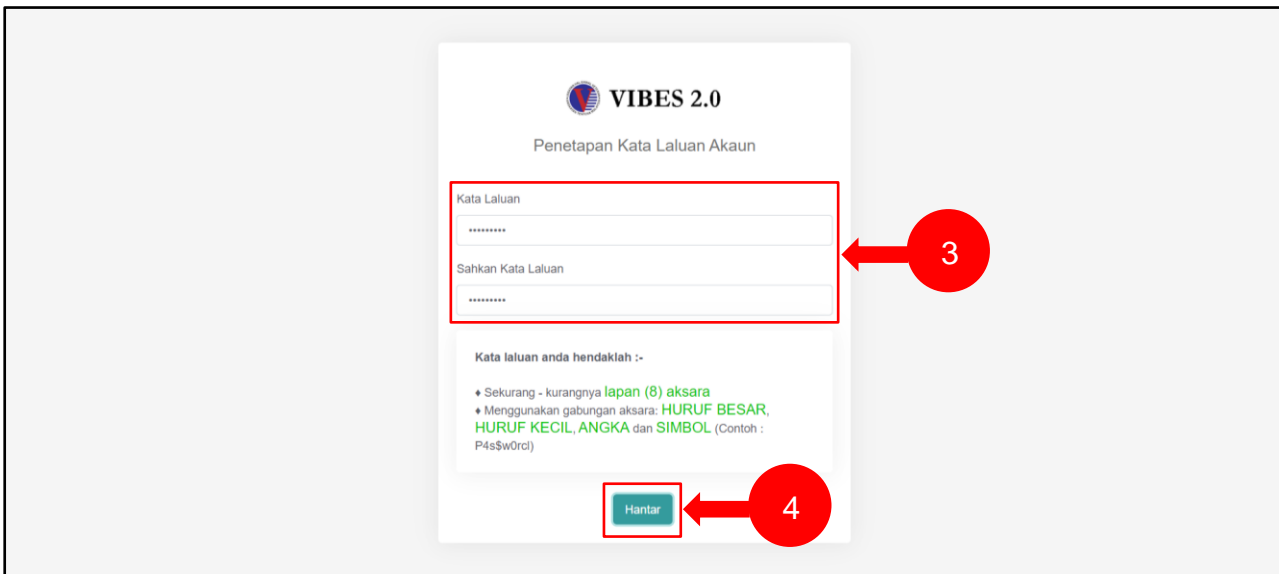 VIBES 2.0
Penetapan Kata Laluan Akaun
Kata Laluan
•••••••••
3
Sahkan Kata Laluan
•••••••••
Kata laluan anda hendaklah :-
♦ Sekurang - kurangnya lapan (8) aksara
♦ Menggunakan gabungan aksara: HURUF BESAR,
HURUF KECIL, ANGKA dan SIMBOL (Contoh :
P4s$w0rcl)
Hantar
4